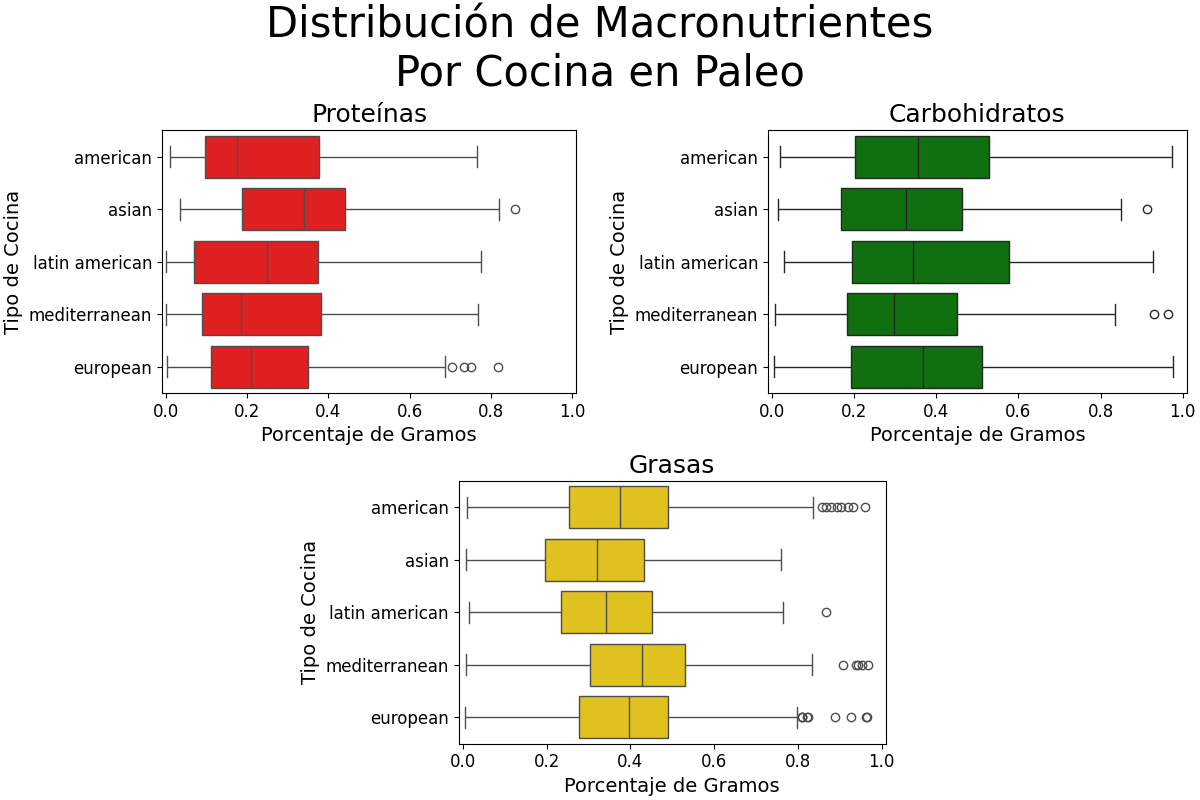 Distribución de Macronutrientes
Por Cocina en Paleo
Proteínas
Tipo de Cocina
american
asian
latin american
mediterranean
european
0.0 0.2 0.4 0.6 0.8 1.0
Porcentaje de Gramos
Carbohidratos
Tipo de Cocina
american
asian
latin american
mediterranean
european
0.0 0.2 0.4 0.6 0.8 1.0
Porcentaje de Gramos
Grasas
Tipo de Cocina
american
asian
latin american
mediterranean
european
0.0 0.2 0.4 0.6 0.8 1.0
Porcentaje de Gramos